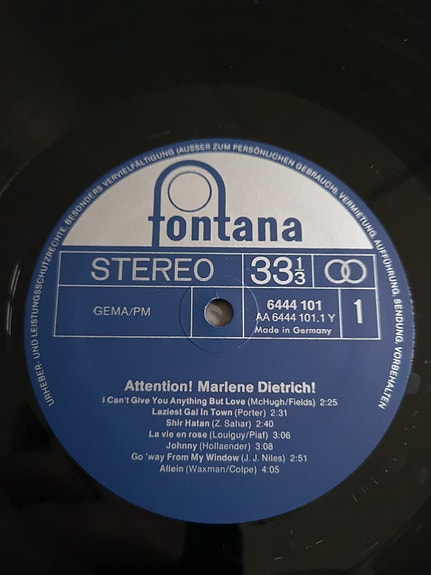 URHEBER- UND LEISTUNGSSCHUTZRECHTE, BESONDERS VERVIELFÄLTIGUNG (AUSSER ZUM PERSÖNLICHEN GEBRAUCH), VERMIETUNG, AUFFÜHRUNG, SENDUNG, VORBEHALTEN
fontana
STEREO 33 1/3
GEMA/PM
6444 101
AA 6444 101.1 Y
Made in Germany
1
Attention! Marlene Dietrich!
I Can't Give You Anything But Love (McHugh/Fields) 2:25
Laziest Gal In Town (Porter) 2:31
Shir Hatan (Z. Sahar) 2:40
La vie en rose (Louiguy/Piaf) 3:06
Johnny (Hollaender) 3:08
Go 'way From My Window (J. J. Niles) 2:51
Allein (Waxman/Colpe) 4:05